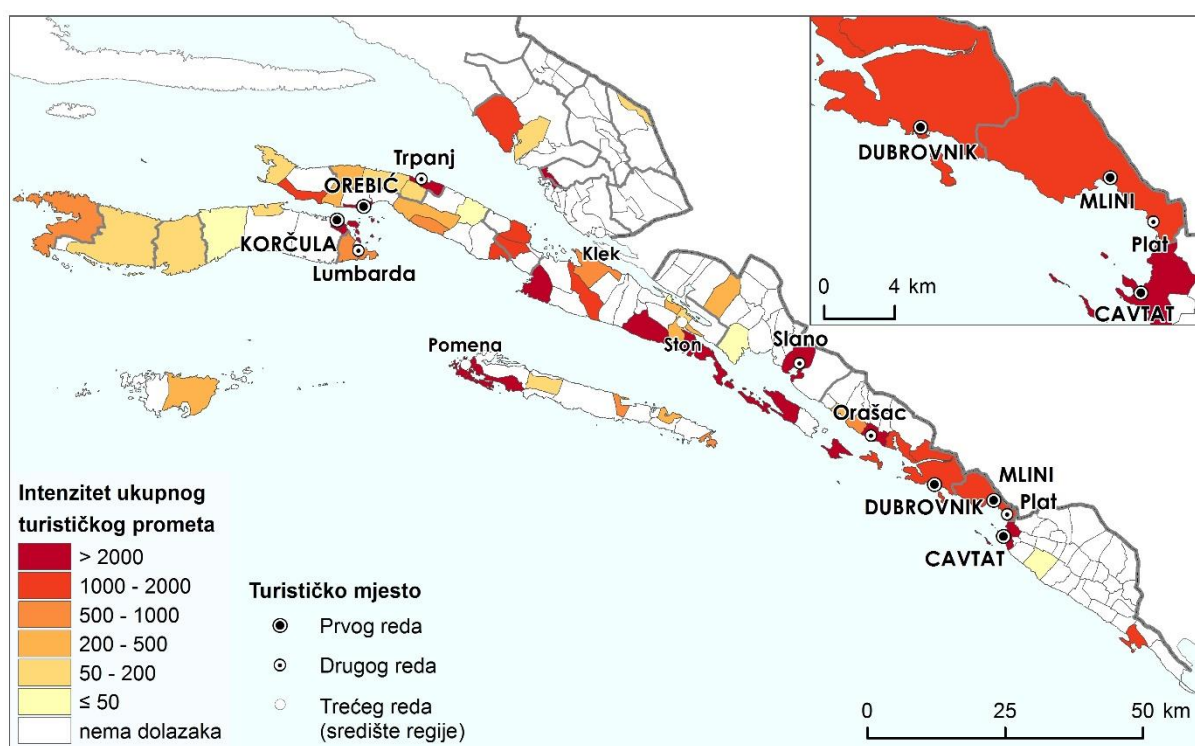 Trpanj
OREBIĆ
KORČULA
Lumbarda
Klek
Pomena
Ston
Slano
Orašac
DUBROVNIK
MLINI
Plat
CAVTAT
DUBROVNIK
MLINI
Plat
CAVTAT
0 4 km
Intenzitet ukupnog
turističkog prometa
> 2000
1000 - 2000
500 - 1000
200 - 500
50 - 200
≤ 50
nema dolazaka
Turističko mjesto
Prvog reda
Drugog reda
Trećeg reda
(središte regije)
0 25 50 km